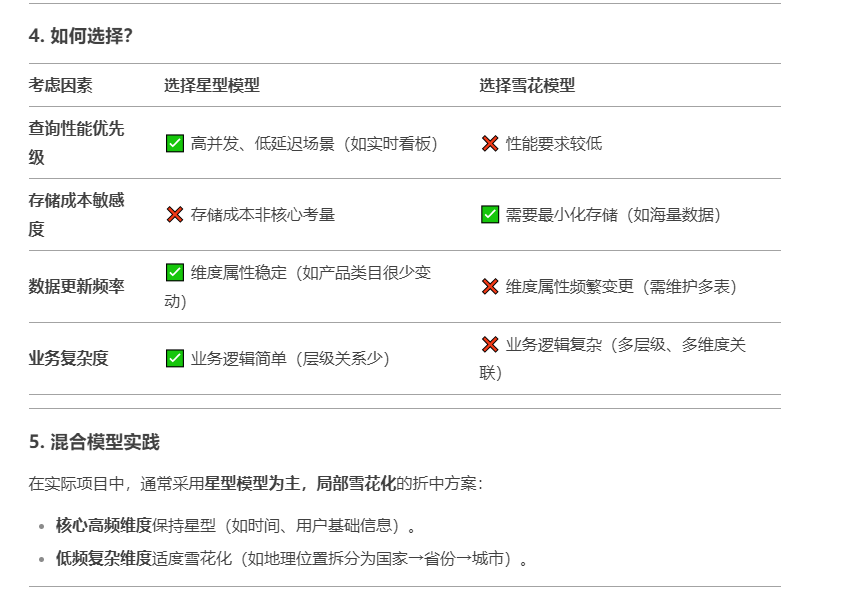 4. 如何选择?
考虑因素 选择星型模型 选择雪花模型
查询性能优先级 ✅ 高并发、低延迟场景（如实时看板） ❌ 性能要求较低
存储成本敏感度 ❌ 存储成本非核心考量 ✅ 需要最小化存储（如海量数据）
数据更新频率 ✅ 维度属性稳定（如产品类目很少变动） ❌ 维度属性频繁变更（需维护多表）
业务复杂度 ✅ 业务逻辑简单（层级关系少） ❌ 业务逻辑复杂（多层级、多维度关联）
5. 混合模型实践
在实际项目中，通常采用星型模型为主，局部雪花化的折中方案：
• 核心高频维度保持星型（如时间、用户基础信息）。
• 低频复杂维度适度雪花化（如地理位置拆分为国家→省份→城市）。